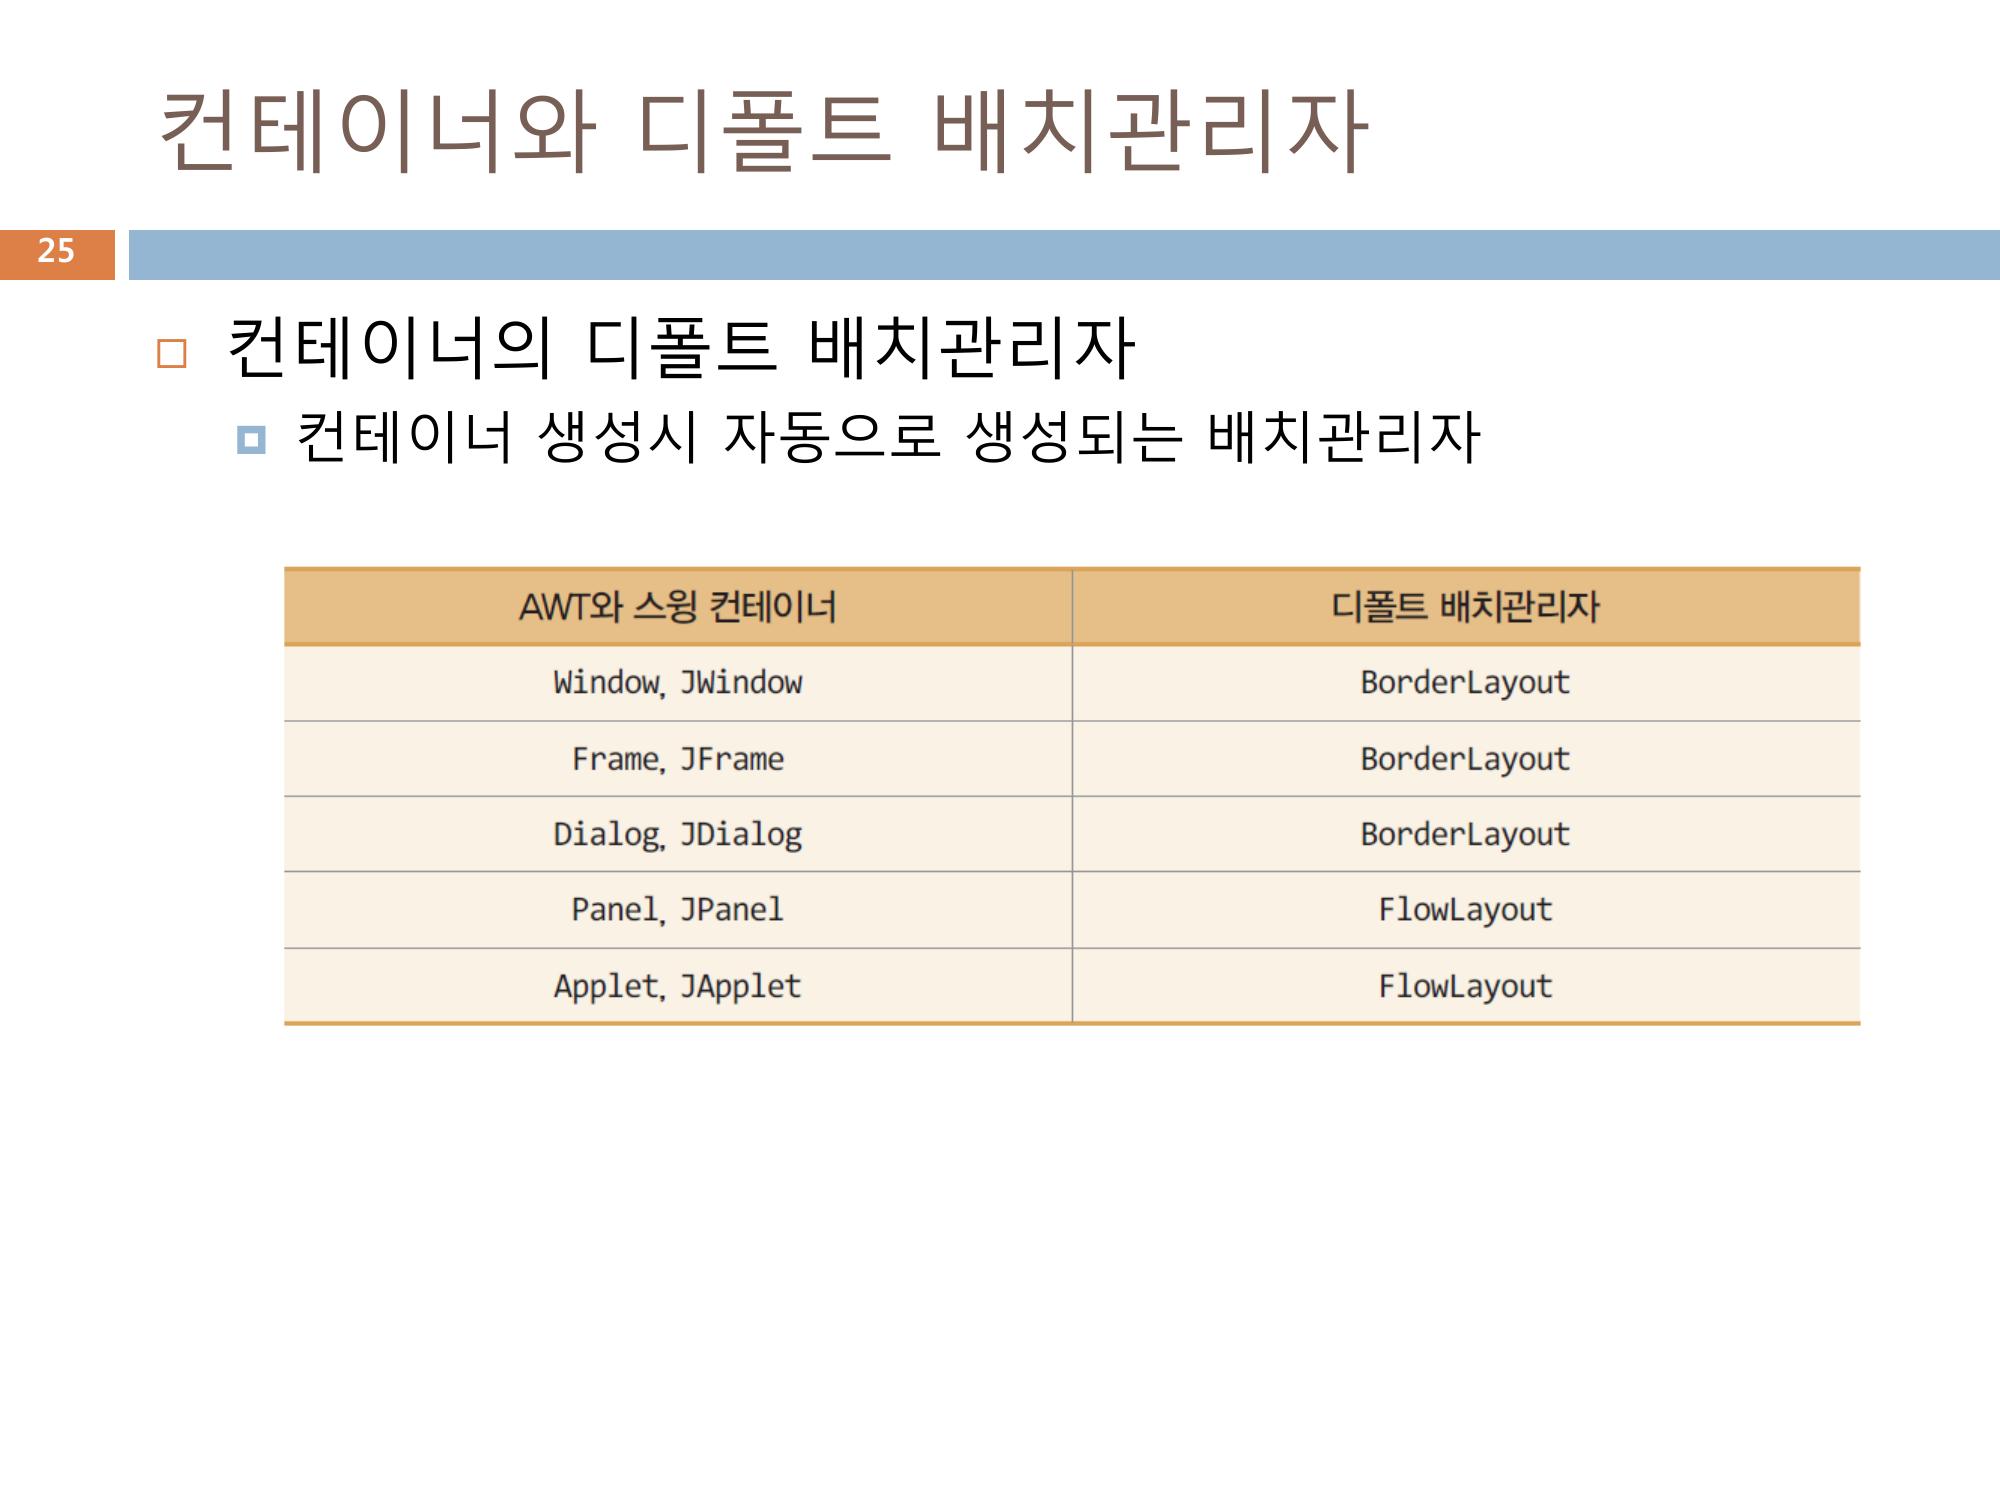 컨테이너와 디폴트 배치관리자
25
컨테이너의 디폴트 배치관리자
컨테이너 생성시 자동으로 생성되는 배치관리자
AWT와 스윙 컨테이너 디폴트 배치관리자
Window, JWindow BorderLayout
Frame, JFrame BorderLayout
Dialog, JDialog BorderLayout
Panel, JPanel FlowLayout
Applet, JApplet FlowLayout